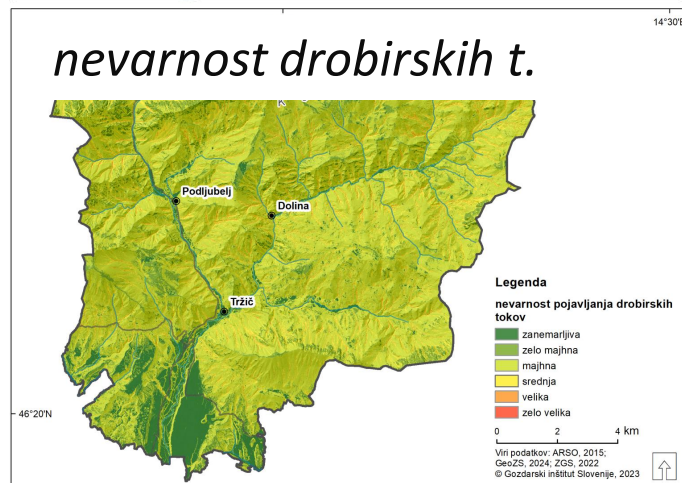 14°30'E
nevarnost drobirskih t.
Podljubelj
Dolina
Tržič
Legenda
nevarnost pojavljanja drobirskih
tokov
zanemarljiva
zelo majhna
majhna
srednja
velika
zelo velika
46°20'N
0 2 4 km
Viri podatkov: ARSO, 2015;
GeoZS, 2024; ZGS, 2022
© Gozdarski inštitut Slovenije, 2023